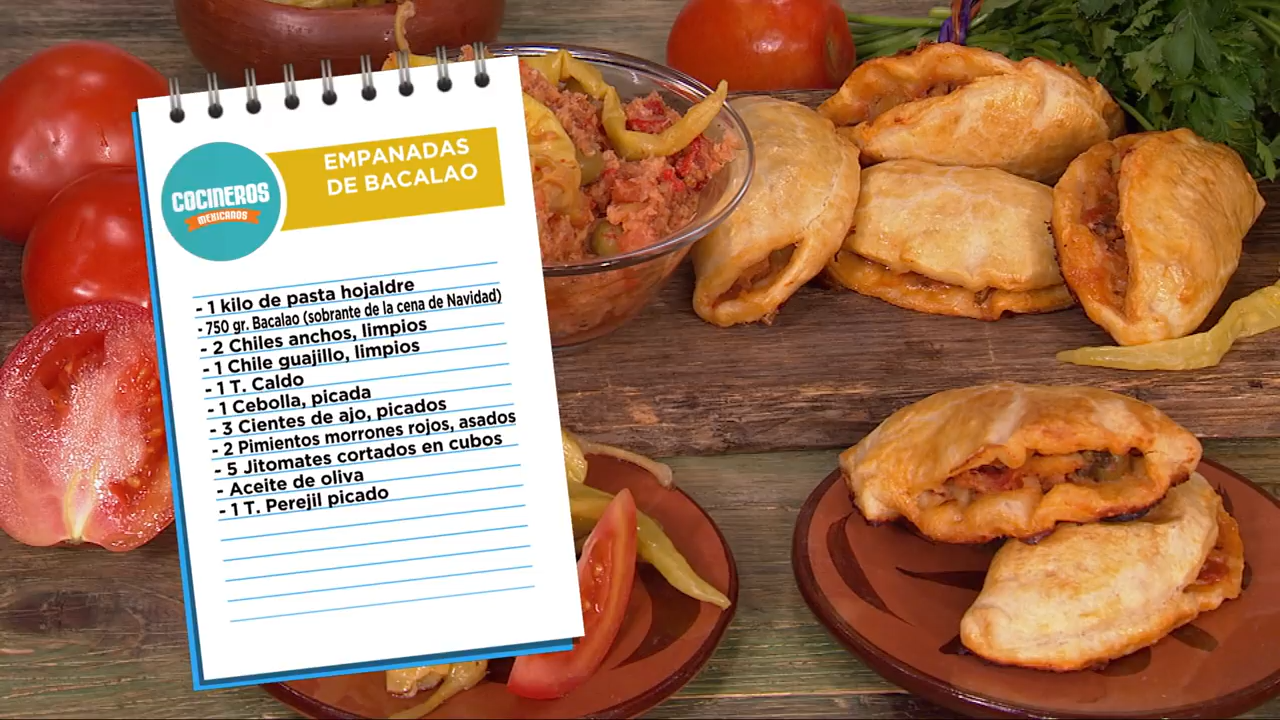 COCINEROS
MEXICANOS
EMPANADAS
DE BACALAO
- 1 kilo de pasta hojaldre
- 750 gr. Bacalao (sobrante de la cena de Navidad)
- 2 Chiles anchos, limpios
- 1 Chile guajillo, limpios
- 1 T. Caldo
- 1 Cebolla, picada
- 3 Cientes de ajo, picados
- 2 Pimientos morrones rojos, asados
- 5 Jitomates cortados en cubos
- Aceite de oliva
- 1 T. Perejil picado